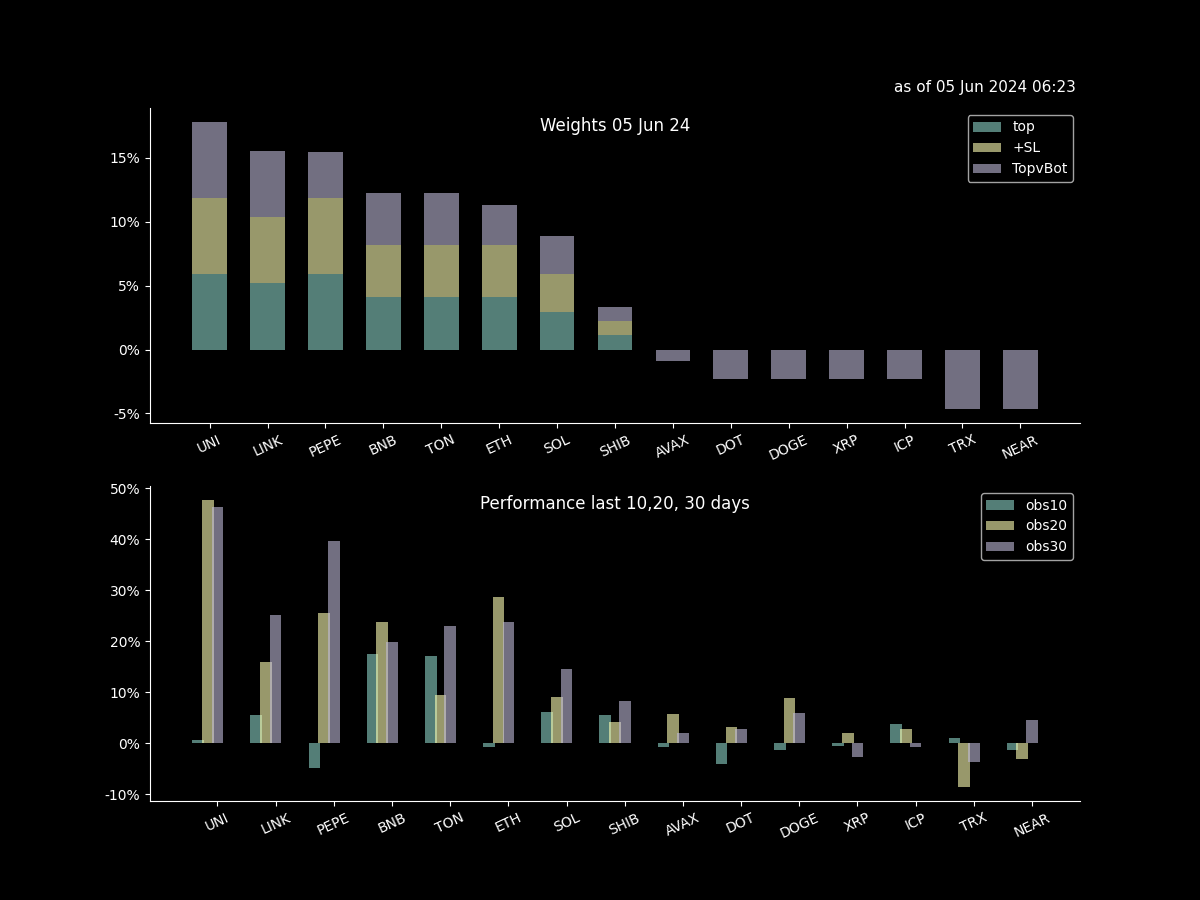 as of 05 Jun 2024 06:23
Weights 05 Jun 24
top
+SL
TopvBot
15%
10%
5%
0%
-5%
UNI LINK PEPE BNB TON ETH SOL SHIB AVAX DOT DOGE XRP ICP TRX NEAR
Performance last 10,20, 30 days
obs10
obs20
obs30
50%
40%
30%
20%
10%
0%
-10%
UNI LINK PEPE BNB TON ETH SOL SHIB AVAX DOT DOGE XRP ICP TRX NEAR